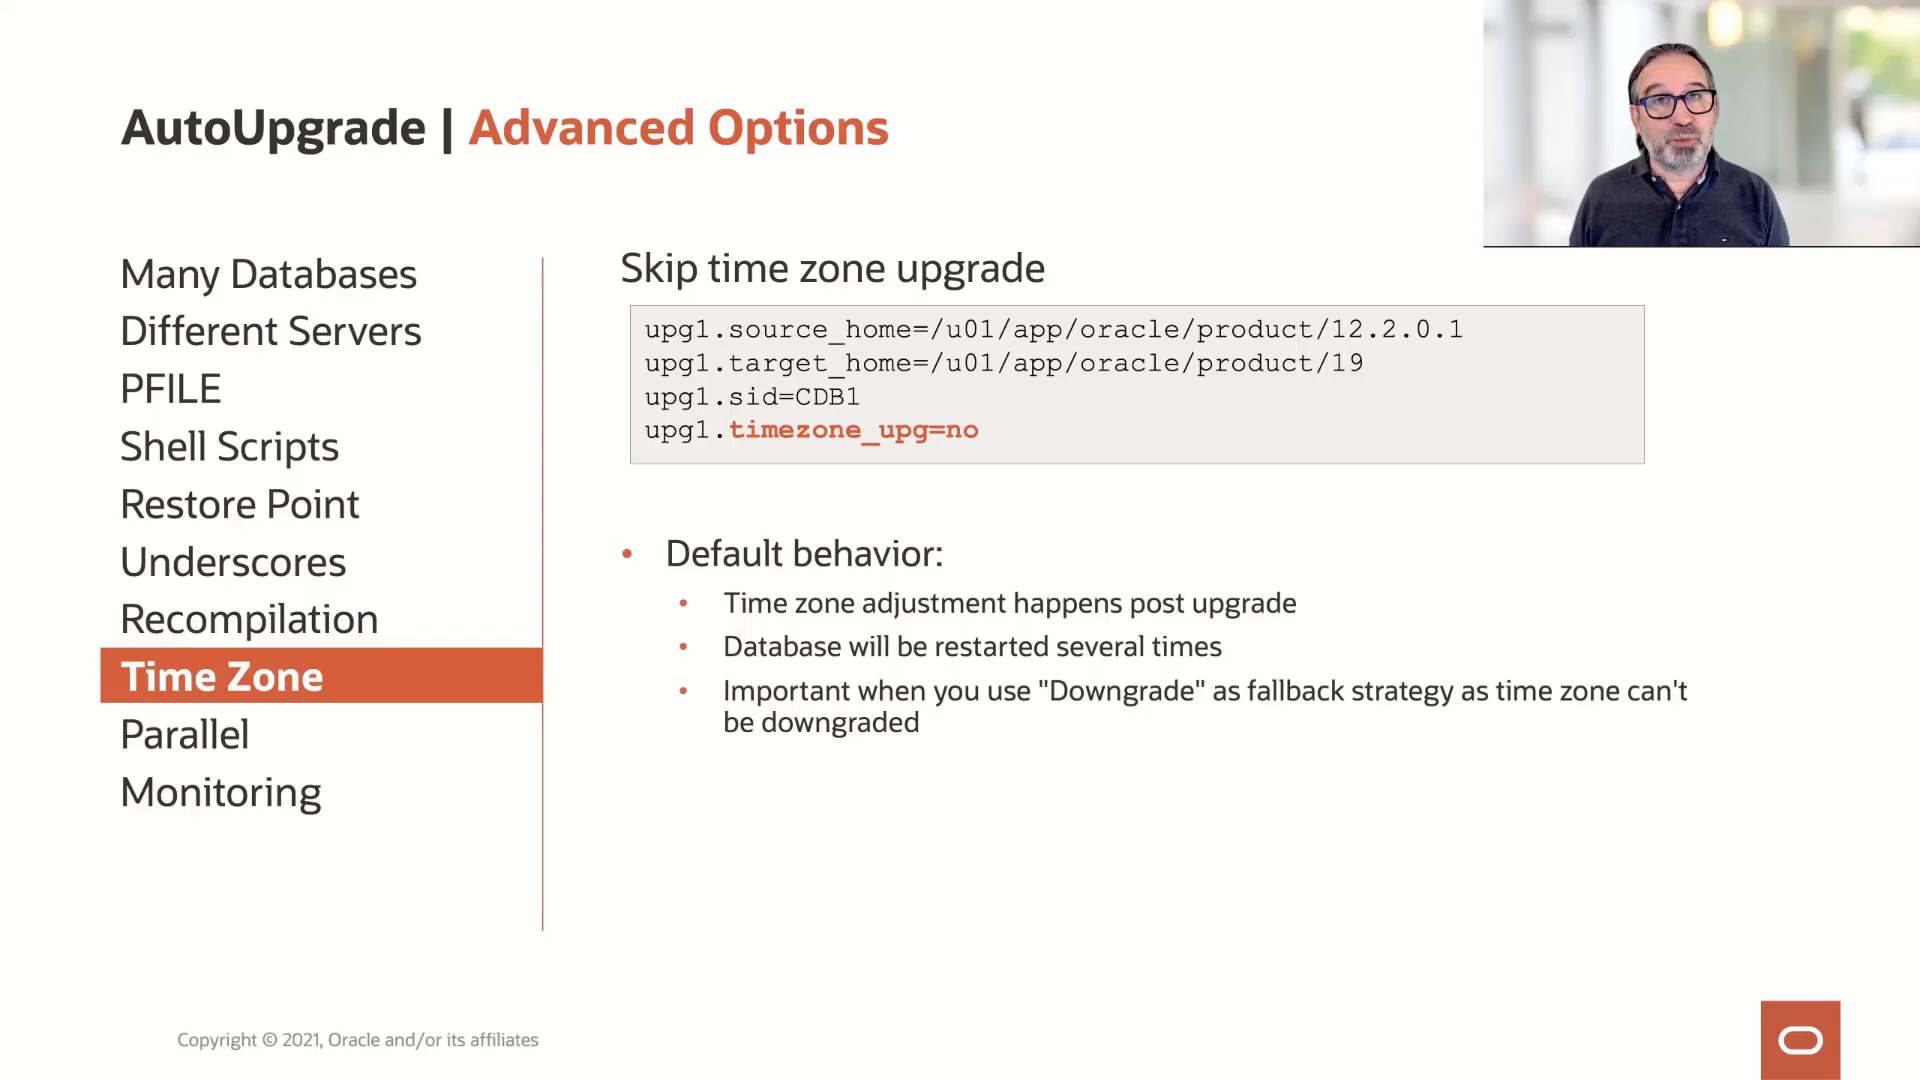 AutoUpgrade | Advanced Options
Many Databases
Different Servers
PFILE
Shell Scripts
Restore Point
Underscores
Recompilation
Time Zone
Parallel
Monitoring
Skip time zone upgrade
upg1.source_home=/u01/app/oracle/product/12.2.0.1
upg1.target_home=/u01/app/oracle/product/19
upg1.sid=CDB1
upg1.timezone_upg=no
• Default behavior:
• Time zone adjustment happens post upgrade
• Database will be restarted several times
• Important when you use "Downgrade" as fallback strategy as time zone can't
be downgraded
Copyright © 2021, Oracle and/or its affiliates